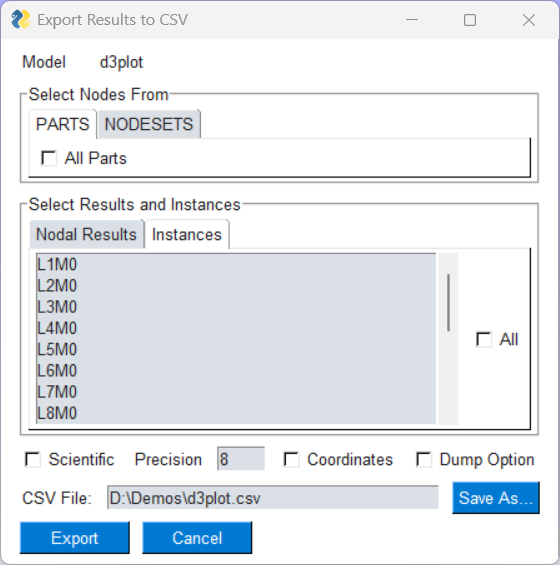 Export Results to CSV
Model d3plot
Select Nodes From
PARTS NODESETS
All Parts
Select Results and Instances
Nodal Results Instances
L1M0
L2M0
L3M0
L4M0
L5M0
L6M0
L7M0
L8M0
All
Scientific Precision 8 Coordinates Dump Option
CSV File: D:\Demos\d3plot.csv Save As...
Export Cancel